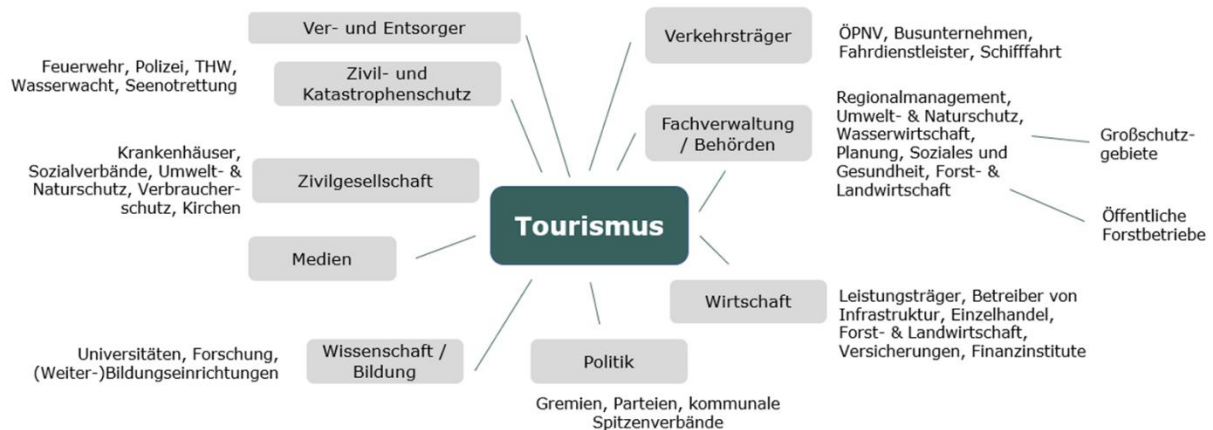 Ver- und Entsorger
Feuerwehr, Polizei, THW,
Wasserwacht, Seenotrettung
Zivil- und
Katastrophenschutz
Krankenhäuser,
Sozialverbände, Umwelt- &
Naturschutz, Verbraucher-
schutz, Kirchen
Zivilgesellschaft
Medien
Universitäten, Forschung,
(Weiter-)Bildungseinrichtungen
Wissenschaft /
Bildung
Tourismus
Politik
Gremien, Parteien, kommunale
Spitzenverbände
Verkehrsträger
ÖPNV, Busunternehmen,
Fahrdienstleister, Schifffahrt
Fachverwaltung
/ Behörden
Regionalmanagement,
Umwelt- & Naturschutz,
Wasserwirtschaft,
Planung, Soziales und
Gesundheit, Forst- &
Landwirtschaft
Großschutz-
gebiete
Öffentliche
Forstbetriebe
Wirtschaft
Leistungsträger, Betreiber von
Infrastruktur, Einzelhandel,
Forst- & Landwirtschaft,
Versicherungen, Finanzinstitute